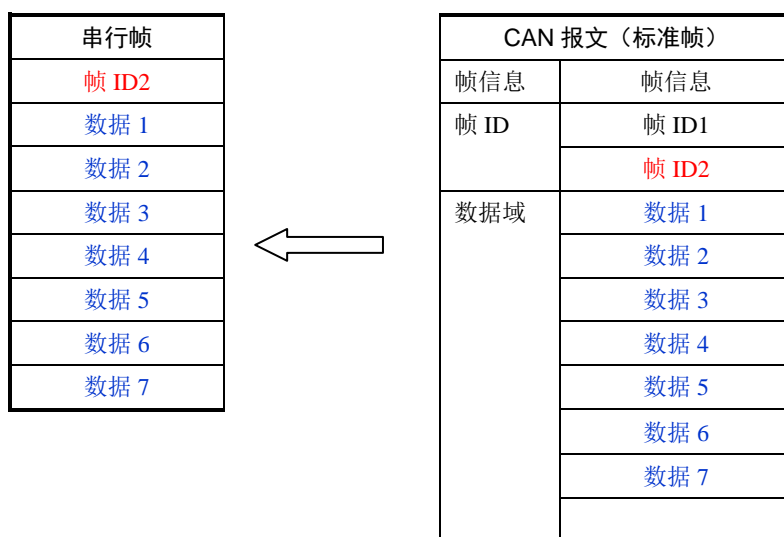 串行帧
帧 ID2
数据 1
数据 2
数据 3
数据 4
数据 5
数据 6
数据 7
CAN 报文（标准帧）
帧信息 帧信息
帧 ID 帧 ID1
帧 ID2
数据域 数据 1
数据 2
数据 3
数据 4
数据 5
数据 6
数据 7